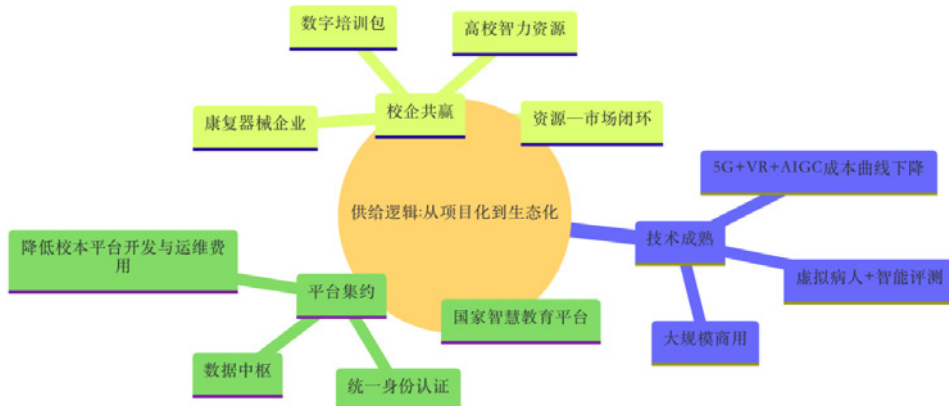 数字培训包
高校智力资源
康复器械企业
校企共赢
资源—市场闭环
5G+VR+AIGC成本曲线下降
供给逻辑:从项目化到生态化
技术成熟
降低校本平台开发与运维费
用
平台集约
虚拟病人+智能评测
国家智慧教育平台
大规模商用
数据中枢
统一身份认证